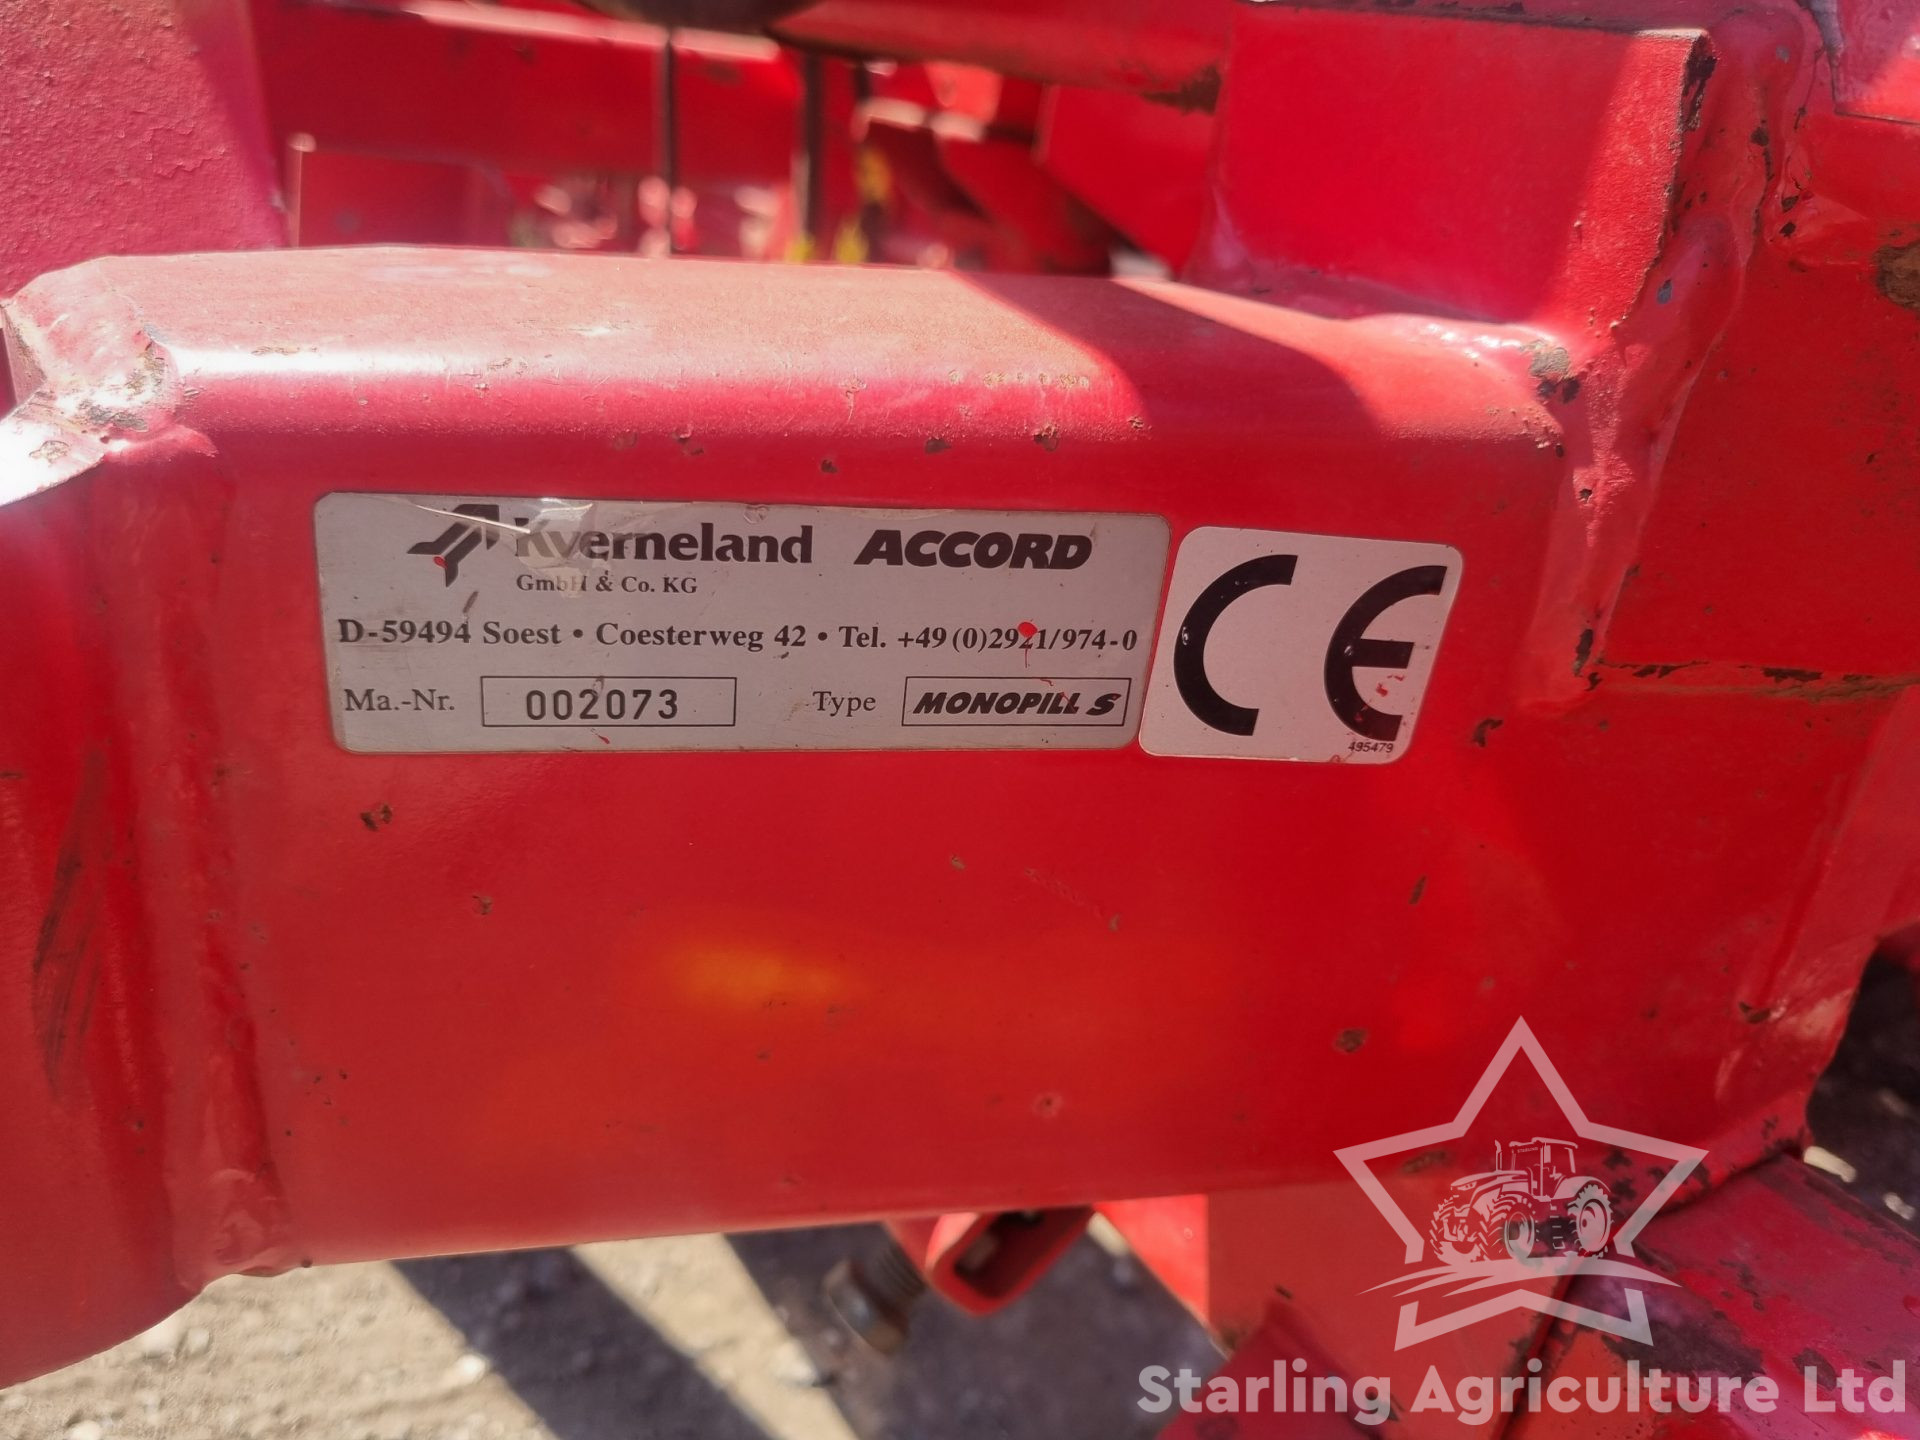 Kverneland ACCORD
GmbH & Co. KG
D-59494 Soest • Coesterweg 42 • Tel. +49(0)2921/974-0
Ma.-Nr. 002073 Type MONOPILL S
CE
495479
Starling Agriculture Ltd